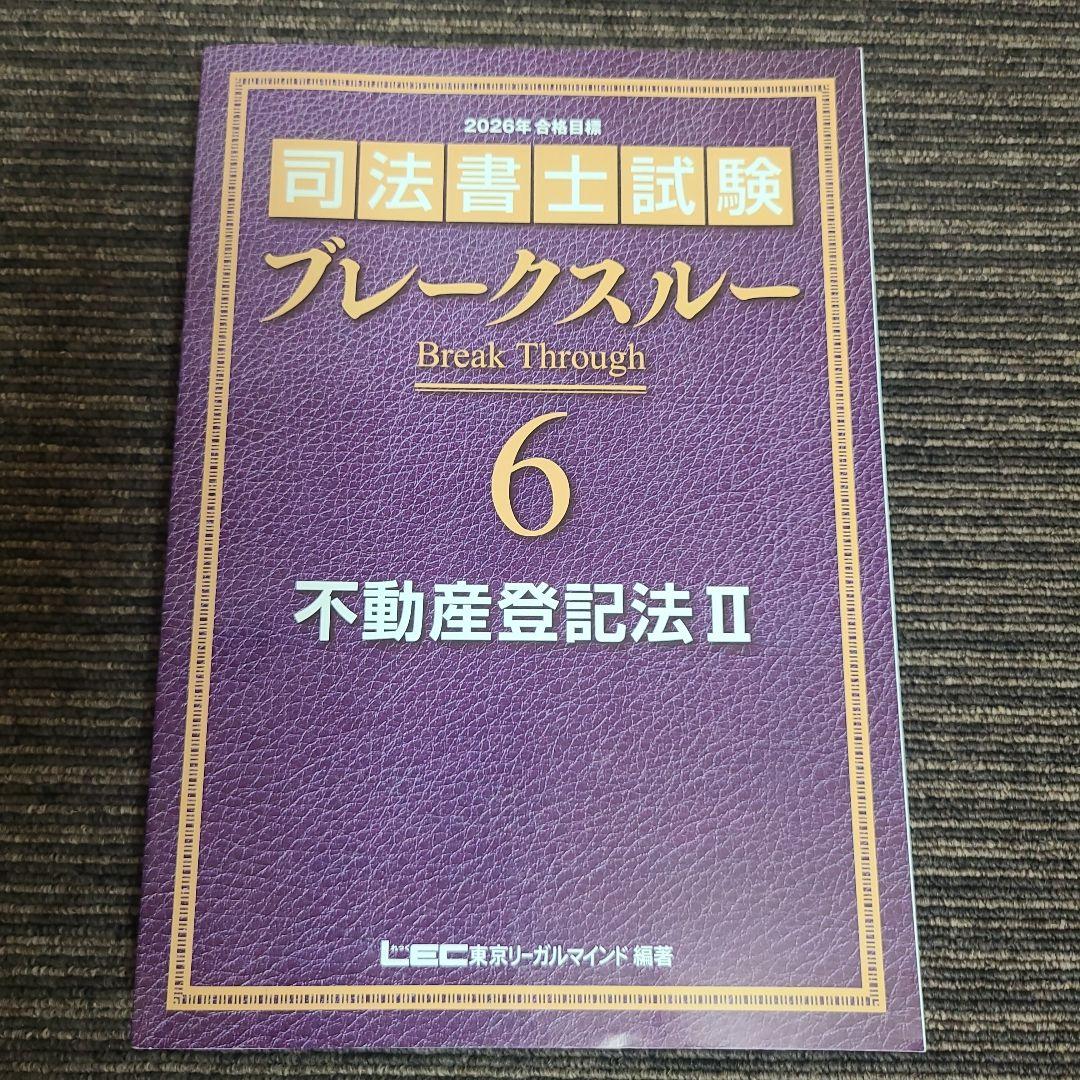 2026年 合格目標
司法書士試験
ブレークスルー
Break Through
6
不動産登記法Ⅱ
LEC東京リーガルマインド 編著